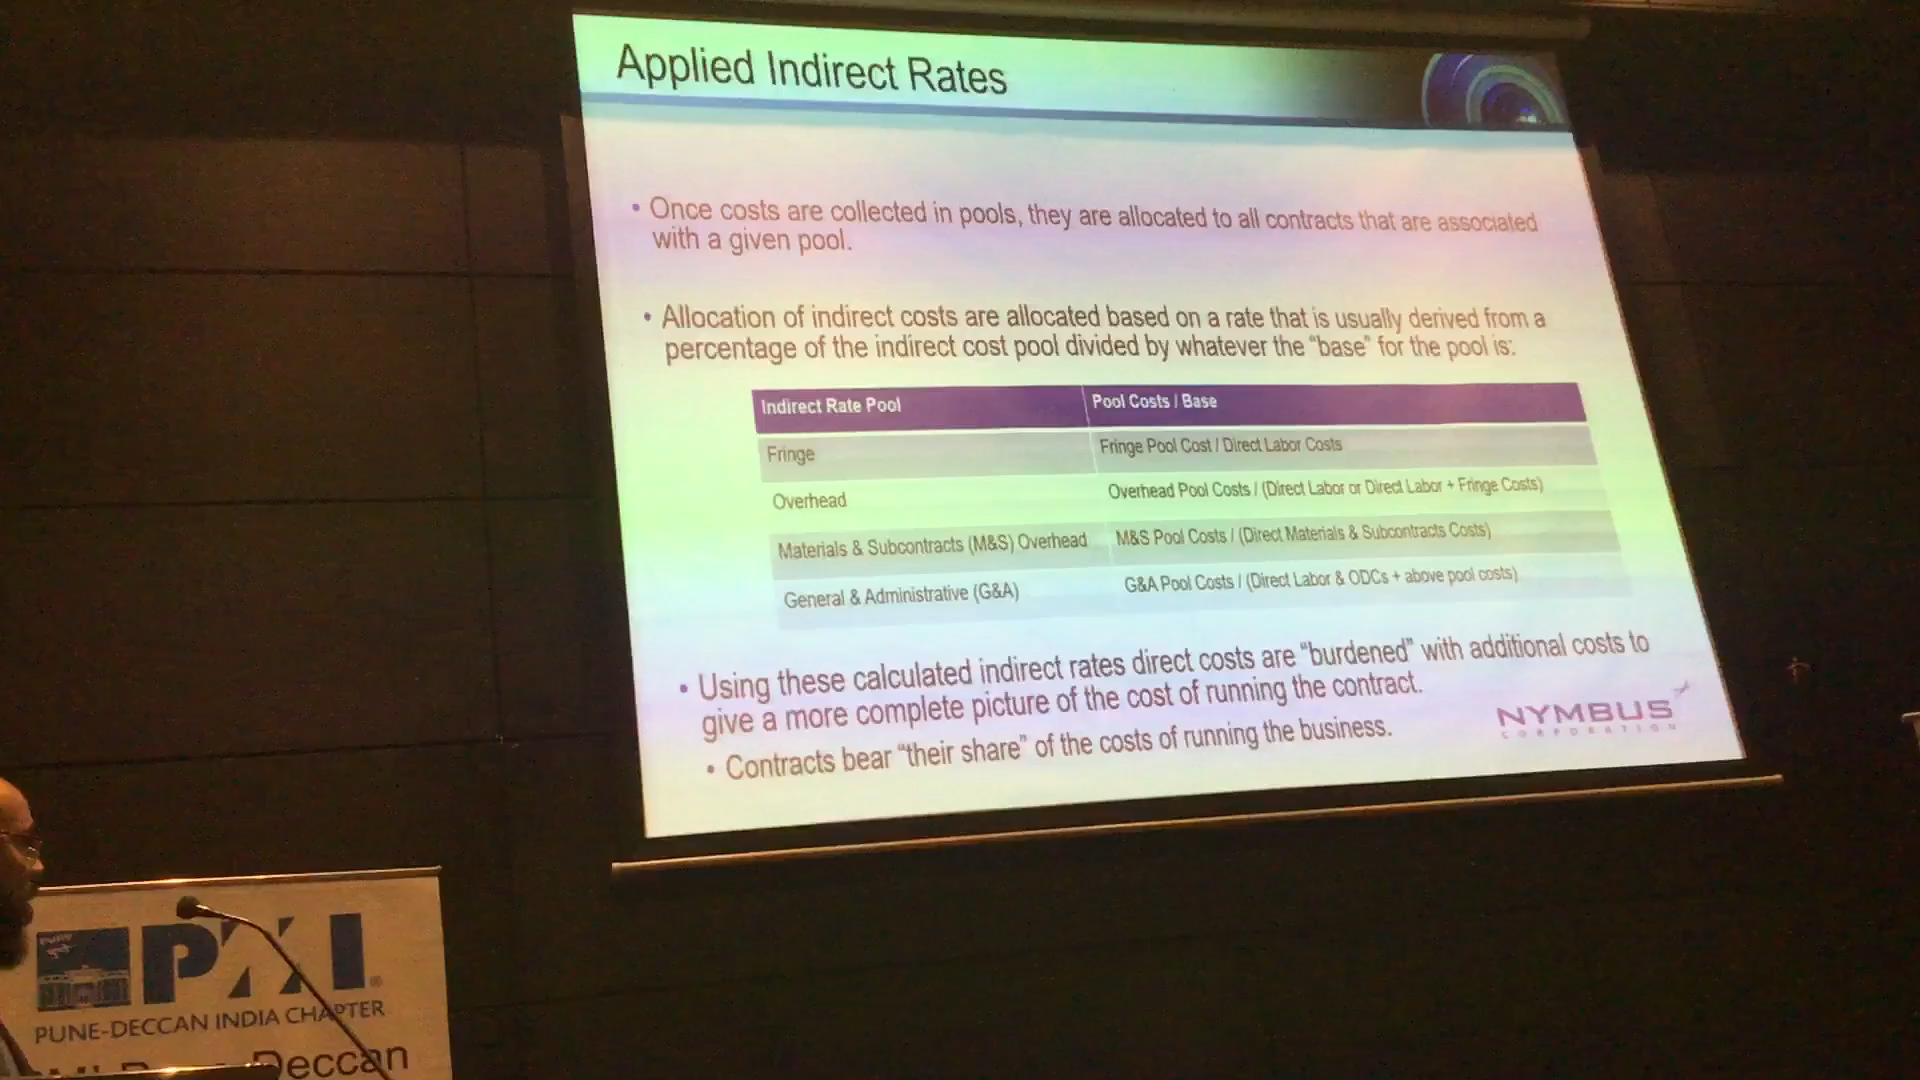 Applied Indirect Rates
• Once costs are collected in pools, they are allocated to all contracts that are associated
with a given pool.
• Allocation of indirect costs are allocated based on a rate that is usually derived from a
percentage of the indirect cost pool divided by whatever the "base" for the pool is:
Indirect Rate Pool Pool Costs / Base
Fringe Fringe Pool Cost / Direct Labor Costs
Overhead Overhead Pool Costs / (Direct Labor or Direct Labor + Fringe Costs)
Materials & Subcontracts (M&S) Overhead M&S Pool Costs / (Direct Materials & Subcontracts Costs)
General & Administrative (G&A) G&A Pool Costs / (Direct Labor & ODCs + above pool costs)
• Using these calculated indirect rates direct costs are "burdened" with additional costs to
give a more complete picture of the cost of running the contract.
• Contracts bear "their share" of the costs of running the business.
NYMBUS
CORPORATION
PMI®
PUNE-DECCAN INDIA CHAPTER
Deccan